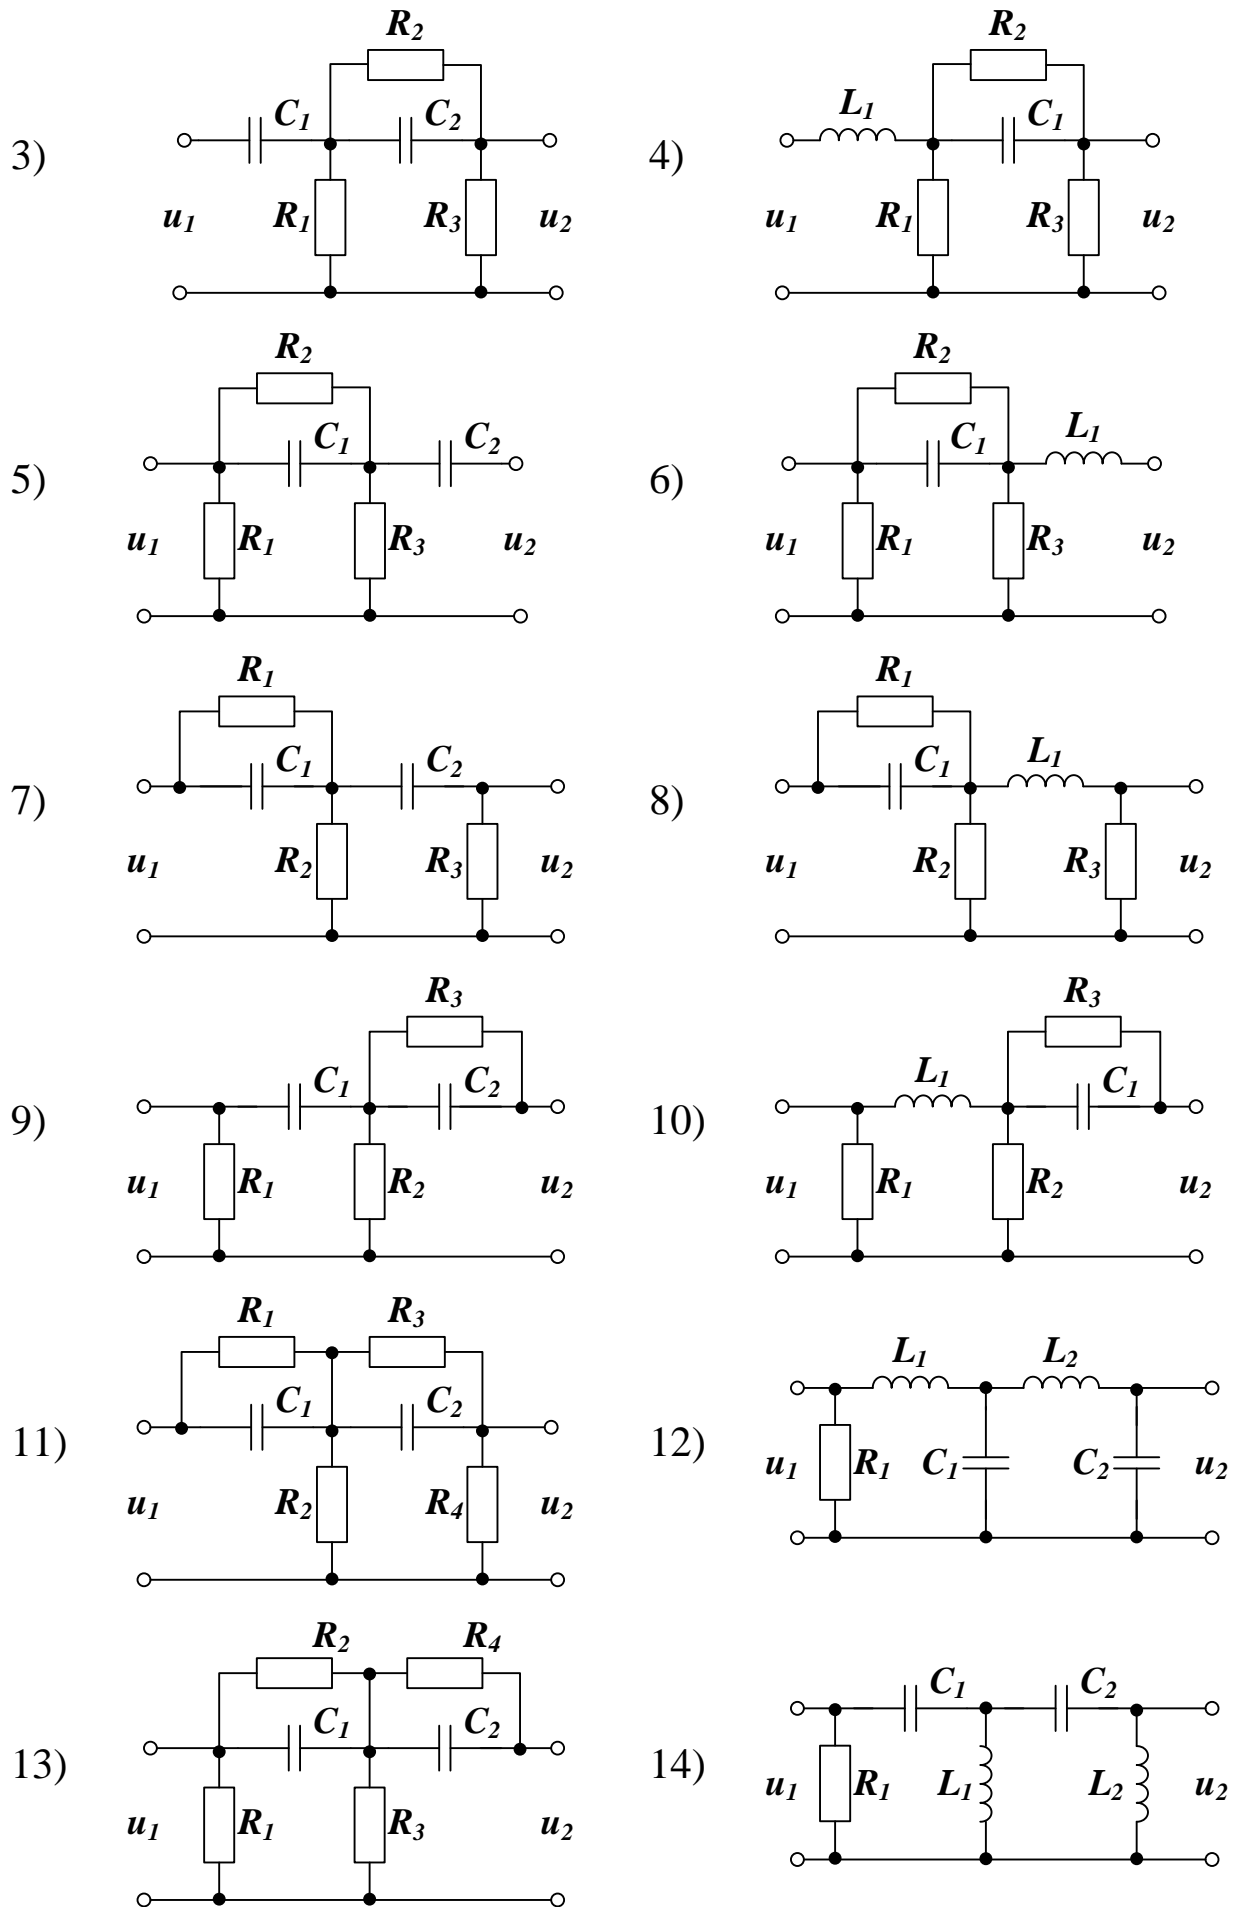 R2 R2
C1 C2 L1 C1
3) 4)
u1 R1 R3 u2 u1 R1 R3 u2
R2 R2
C1 C2 C1 L1
5) 6)
u1 R1 R3 u2 u1 R1 R3 u2
R1 R1
C1 C2 C1 L1
7) 8)
u1 R2 R3 u2 u1 R2 R3 u2
R3 R3
C1 C2 L1 C1
9) 10)
u1 R1 R2 u2 u1 R1 R2 u2
R1 R3 L1 L2
C1 C2
11) 12)
u1 R2 R4 u2 u1 R1 C1 C2 u2
R2 R4
C1 C2 C1 C2
13) 14)
u1 R1 R3 u2 u1 R1 L1 L2 u2